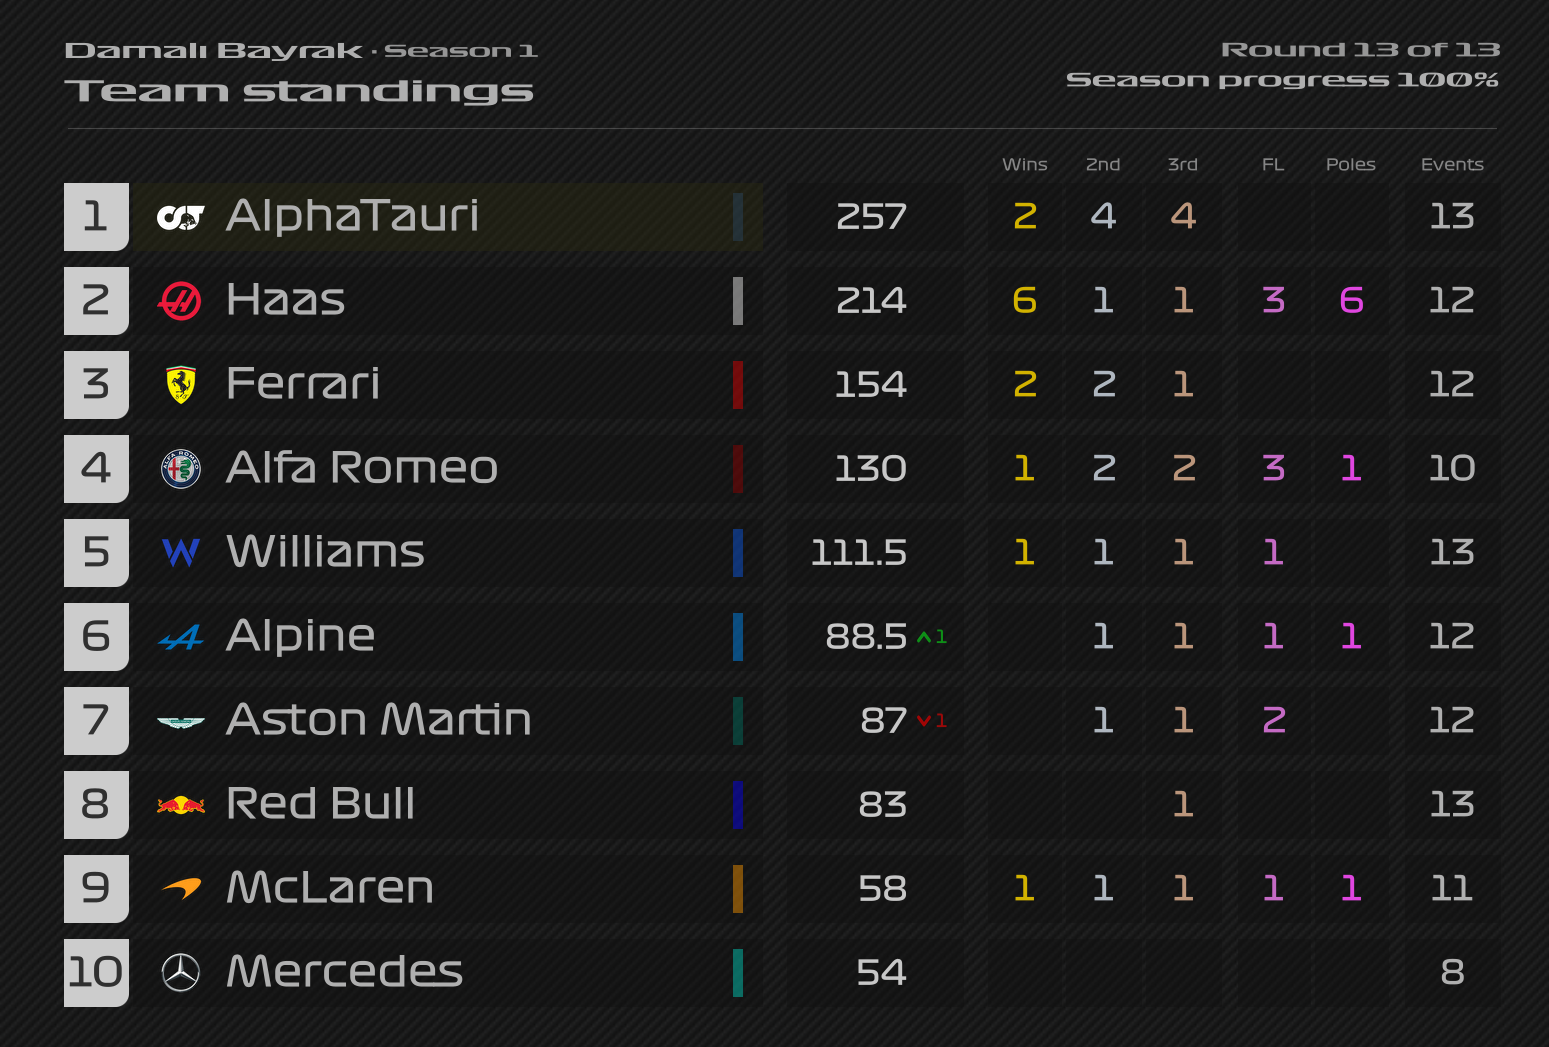 Damalı Bayrak · Season 1
Team standings
Round 13 of 13
Season progress 100%
Wins 2nd 3rd FL Poles Events
1 AlphaTauri 257 2 4 4 13
2 Haas 214 6 1 1 3 6 12
3 Ferrari 154 2 2 1 12
4 Alfa Romeo 130 1 2 2 3 1 10
5 Williams 111.5 1 1 1 1 13
6 Alpine 88.5 1 1 1 1 1 12
7 Aston Martin 87 1 1 1 2 12
8 Red Bull 83 1 13
9 McLaren 58 1 1 1 1 1 11
10 Mercedes 54 8